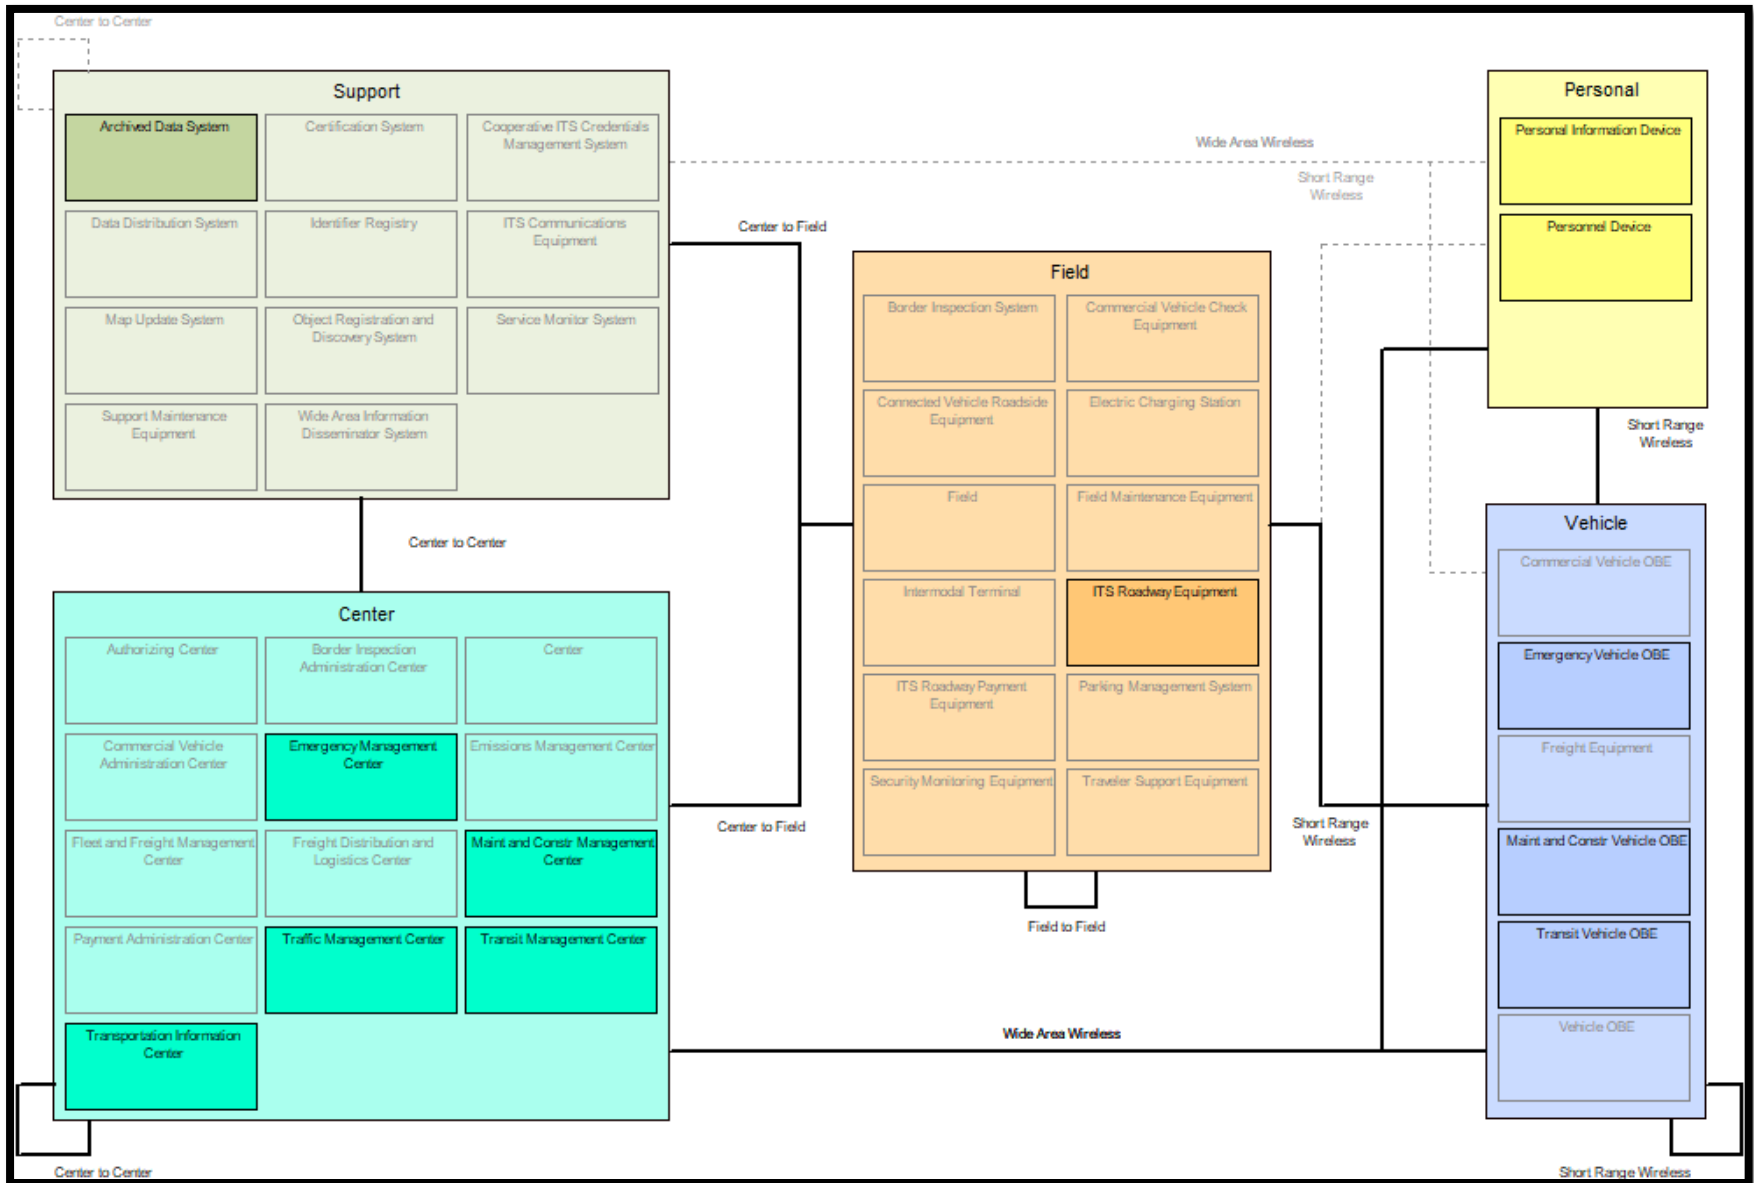 Center to Center
Support
Archived Data System
Certification System
Cooperative ITS Credentials
Management System
Data Distribution System
Identifier Registry
ITS Communications
Equipment
Map Update System
Object Registration and
Discovery System
Service Monitor System
Support Maintenance
Equipment
Wide Area Information
Disseminator System
Center to Center
Center
Authorizing Center
Border Inspection
Administration Center
Center
Commercial Vehicle
Administration Center
Emergency Management
Center
Emissions Management Center
Fleet and Freight Management
Center
Freight Distribution and
Logistics Center
Maint and Constr Management
Center
Payment Administration Center
Traffic Management Center
Transit Management Center
Transportation Information
Center
Center to Center
Center to Field
Center to Field
Field
Border Inspection System
Commercial Vehicle Check
Equipment
Connected Vehicle Roadside
Equipment
Electric Charging Station
Field
Field Maintenance Equipment
Intermodal Terminal
ITS Roadway Equipment
ITS Roadway Payment
Equipment
Parking Management System
Security Monitoring Equipment
Traveler Support Equipment
Field to Field
Wide Area Wireless
Wide Area Wireless
Short Range
Wireless
Short Range
Wireless
Personal
Personal Information Device
Personnel Device
Short Range
Wireless
Vehicle
Commercial Vehicle OBE
Emergency Vehicle OBE
Freight Equipment
Maint and Constr Vehicle OBE
Transit Vehicle OBE
Vehicle OBE
Short Range Wireless